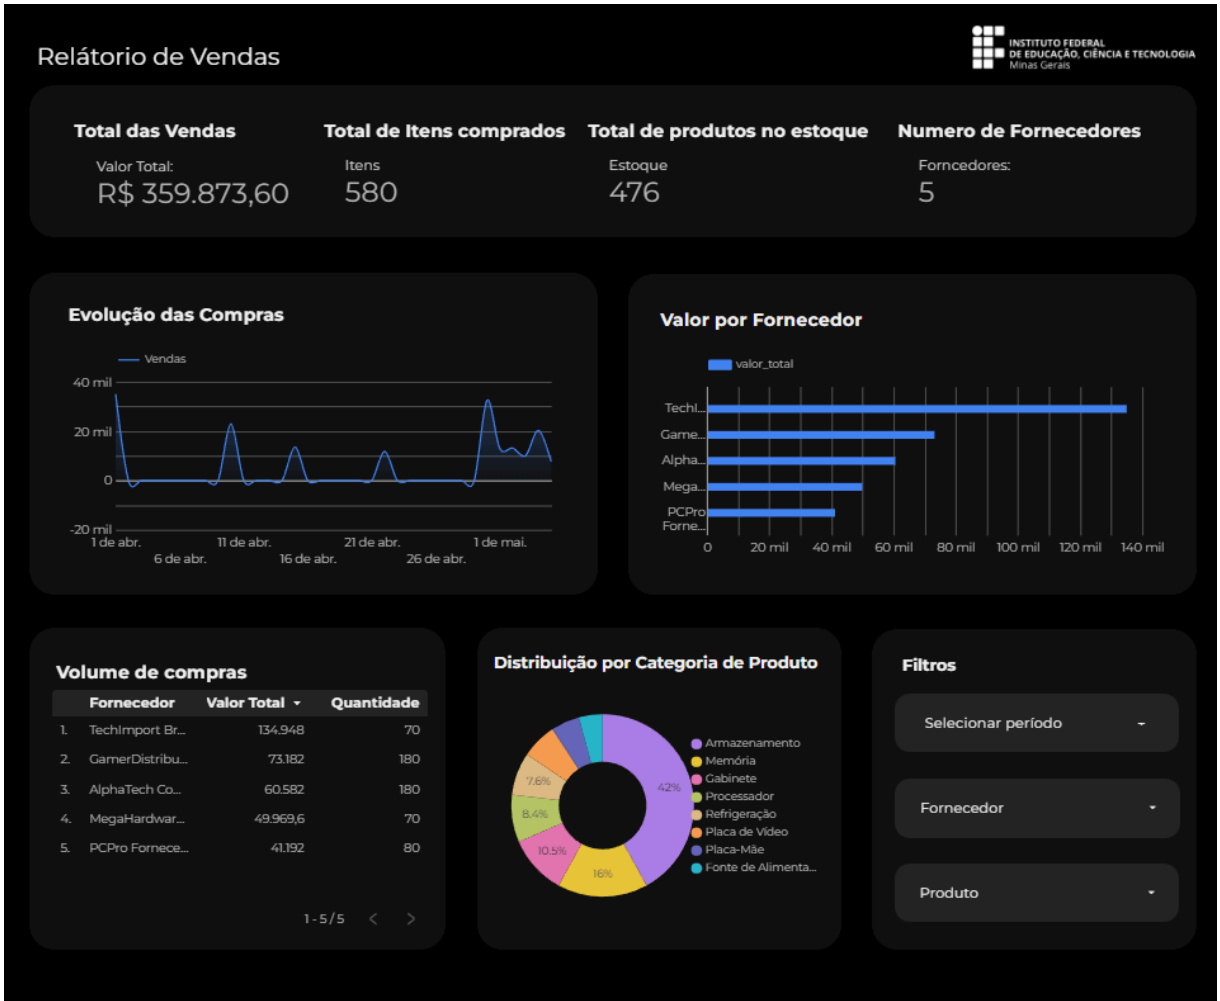 Relátorio de Vendas
INSTITUTO FEDERAL
DE EDUCAÇÃO, CIÊNCIA E TECNOLOGIA
Minas Gerais
Total das Vendas
Valor Total:
R$ 359.873,60
Total de Itens comprados
Itens
580
Total de produtos no estoque
Estoque
476
Numero de Fornecedores
Forncedores:
5
Evolução das Compras
Vendas
40 mil
20 mil
0
-20 mil
1 de abr.
6 de abr.
11 de abr.
16 de abr.
21 de abr.
26 de abr.
1 de mai.
Valor por Fornecedor
valor_total
TechI...
Game...
Alpha...
Mega...
PCPro
Forne...
0 20 mil 40 mil 60 mil 80 mil 100 mil 120 mil 140 mil
Volume de compras
Fornecedor Valor Total Quantidade
1. TechImport Br... 134.948 70
2. GamerDistribu... 73.182 180
3. AlphaTech Co... 60.582 180
4. MegaHardwar... 49.969,6 70
5. PCPro Fornece... 41.192 80
1 - 5 / 5 < >
Distribuição por Categoria de Produto
42%
16%
10.5%
8.4%
7.6%
Armazenamento
Memória
Gabinete
Processador
Refrigeração
Placa de Vídeo
Placa-Mãe
Fonte de Alimenta...
Filtros
Selecionar período
Fornecedor
Produto